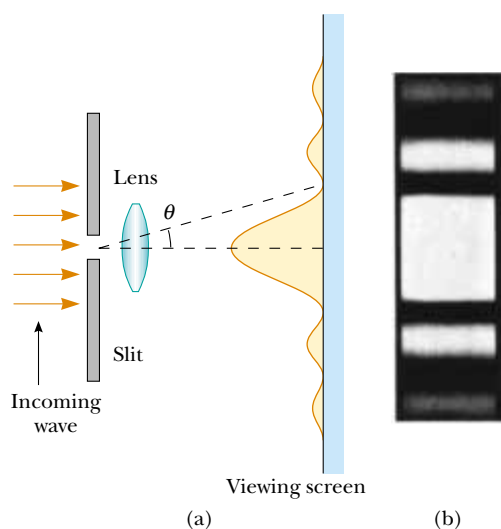 Lens
θ
Slit
Incoming
wave
Viewing screen
(a)
(b)